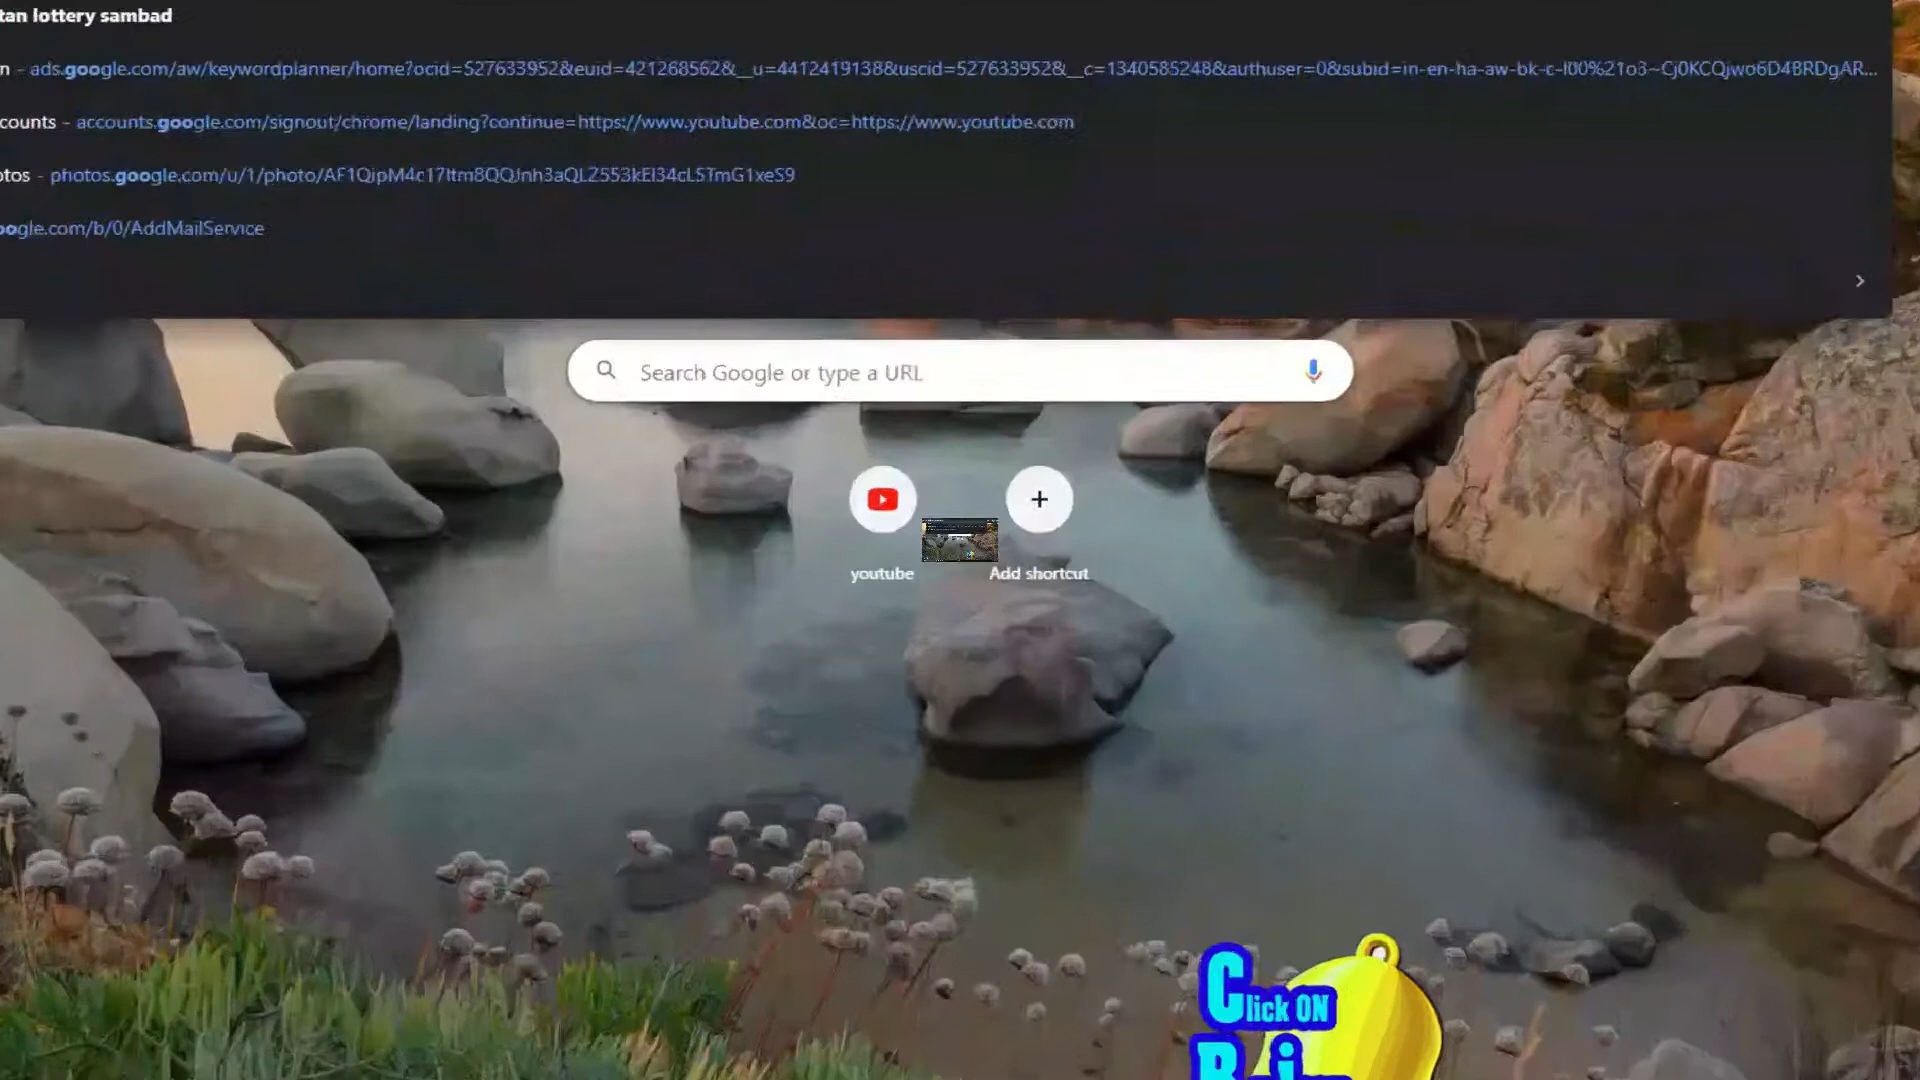 tan lottery sambad
n - ads.google.com/aw/keywordplanner/home?ocid=527633952&euid=421268562&__u=4412419138&uscid=527633952&__c=1340585248&authuser=0&subid=in-en-ha-aw-bk-c-l00%21o3~Cj0KCQjwo6D4BRDgAR...
counts - accounts.google.com/signout/chrome/landing?continue=https://www.youtube.com&oc=https://www.youtube.com
otos - photos.google.com/u/1/photo/AF1QipM4c17Itm8QQJnh3aQLZ553kEl34cL5TmG1xeS9
oogle.com/b/0/AddMailService
Search Google or type a URL
youtube
Add shortcut
Click ON